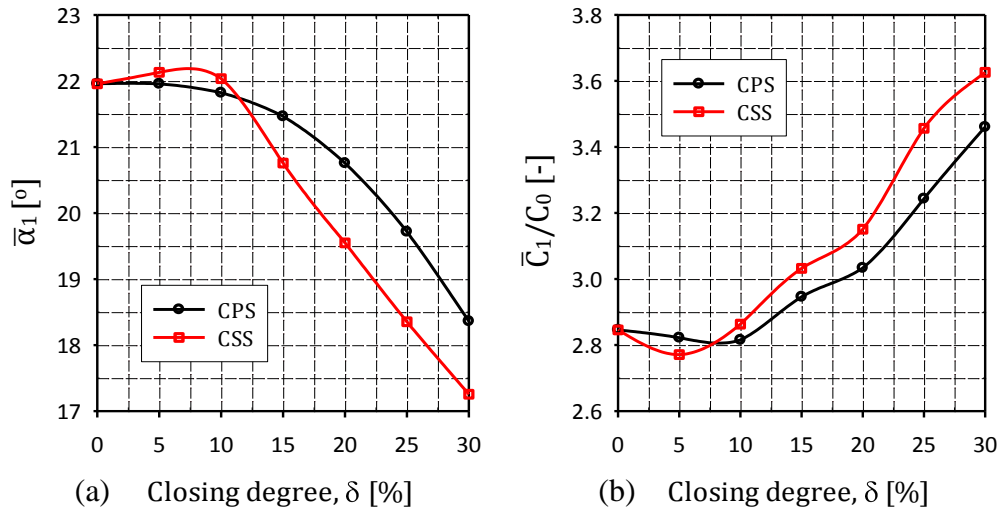 23
22
21
20
19
18
17
ᾱ₁ [º]
CPS
CSS
0 5 10 15 20 25 30
(a) Closing degree, δ [%]
3.8
3.6
3.4
3.2
3.0
2.8
2.6
C̄₁/C₀ [-]
CPS
CSS
0 5 10 15 20 25 30
(b) Closing degree, δ [%]